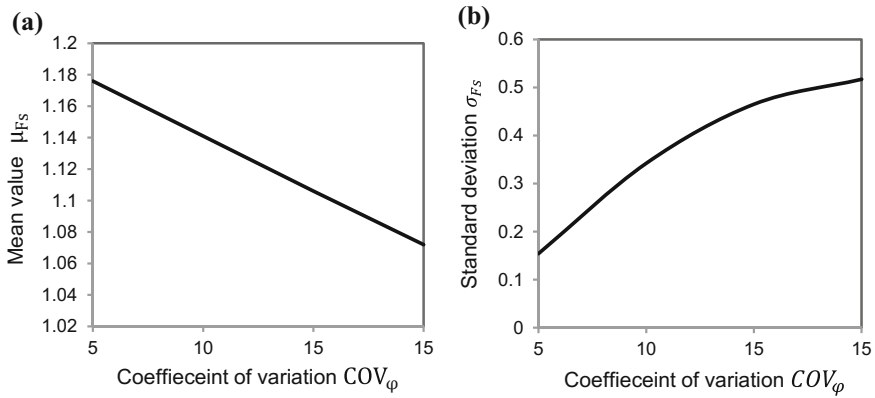 (a)
1.2
1.18
1.16
1.14
1.12
1.1
1.08
1.06
1.04
1.02
Mean value μFs
5 10 15 15
Coeffieceint of variation COVφ
(b)
0.6
0.5
0.4
0.3
0.2
0.1
0
Standard deviation σFs
5 10 15 15
Coeffieceint of variation COVφ